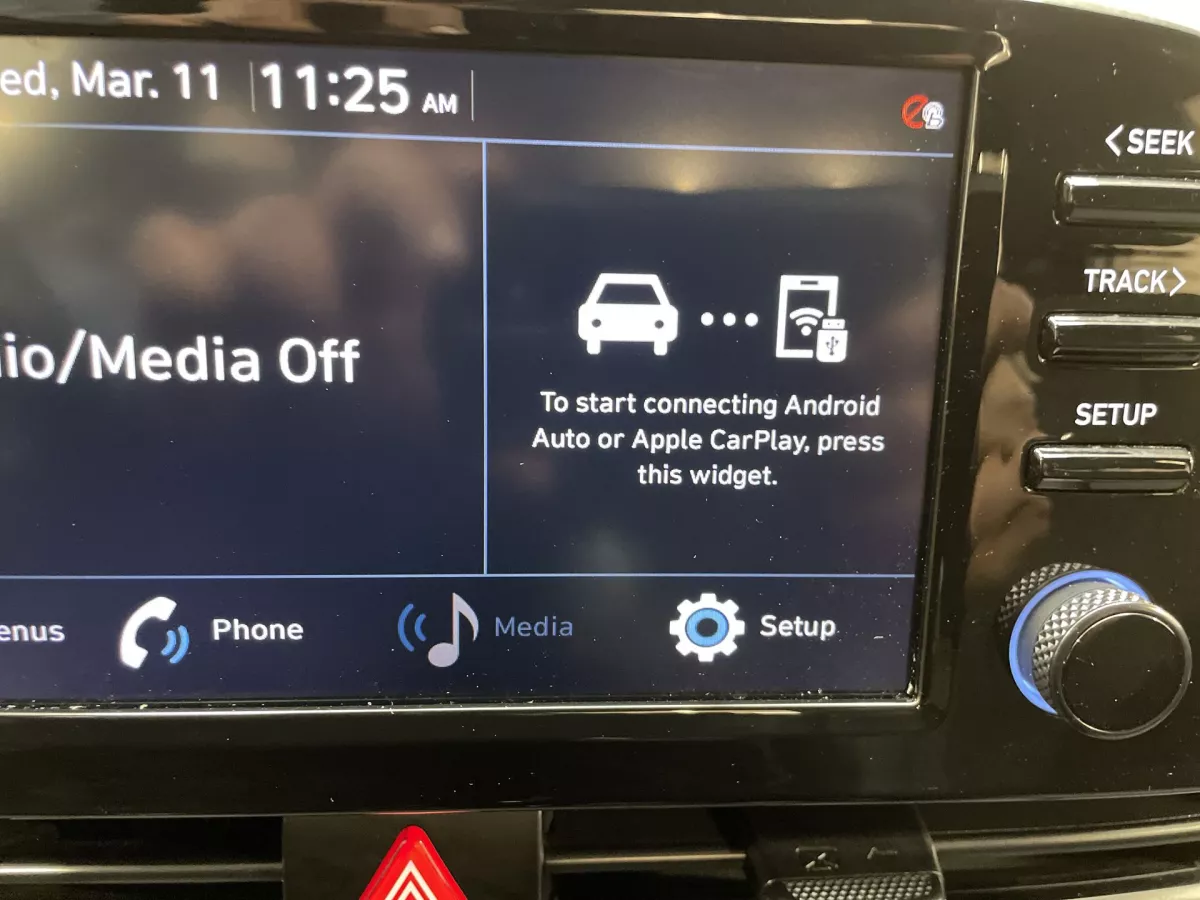 ed, Mar. 11 11:25 AM
<SEEK
TRACK>
io/Media Off
To start connecting Android
Auto or Apple CarPlay, press
this widget.
SETUP
enus Phone Media Setup